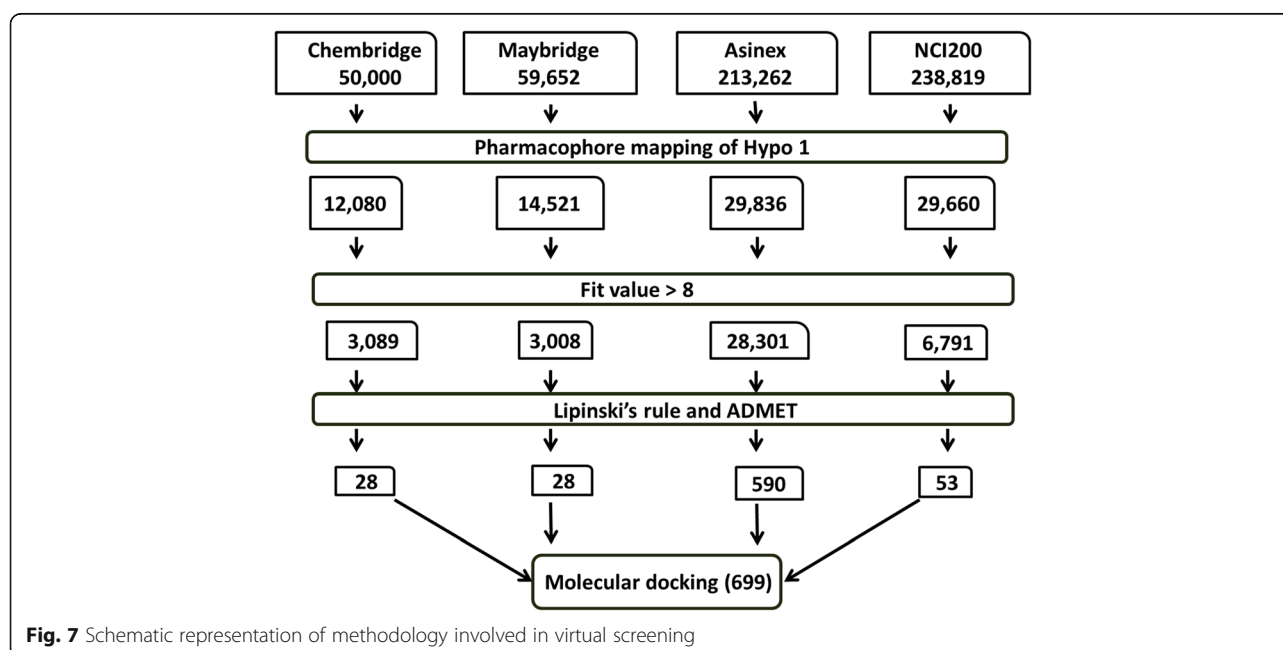 Chembridge
50,000
Maybridge
59,652
Asinex
213,262
NCI200
238,819
Pharmacophore mapping of Hypo 1
12,080
14,521
29,836
29,660
Fit value > 8
3,089
3,008
28,301
6,791
Lipinski's rule and ADMET
28
28
590
53
Molecular docking (699)
Fig. 7 Schematic representation of methodology involved in virtual screening